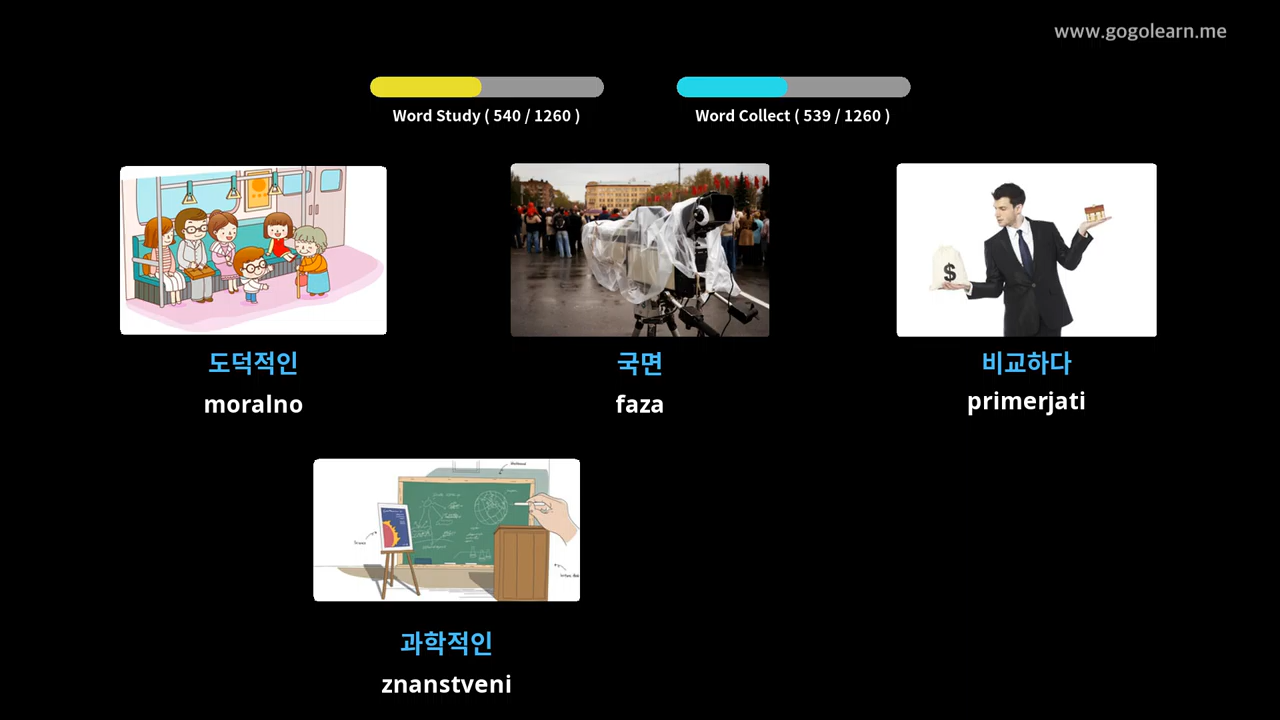 www.gogolearn.me
Word Study ( 540 / 1260 )
Word Collect ( 539 / 1260 )
도덕적인
moralno
국면
faza
비교하다
primerjati
과학적인
znanstveni